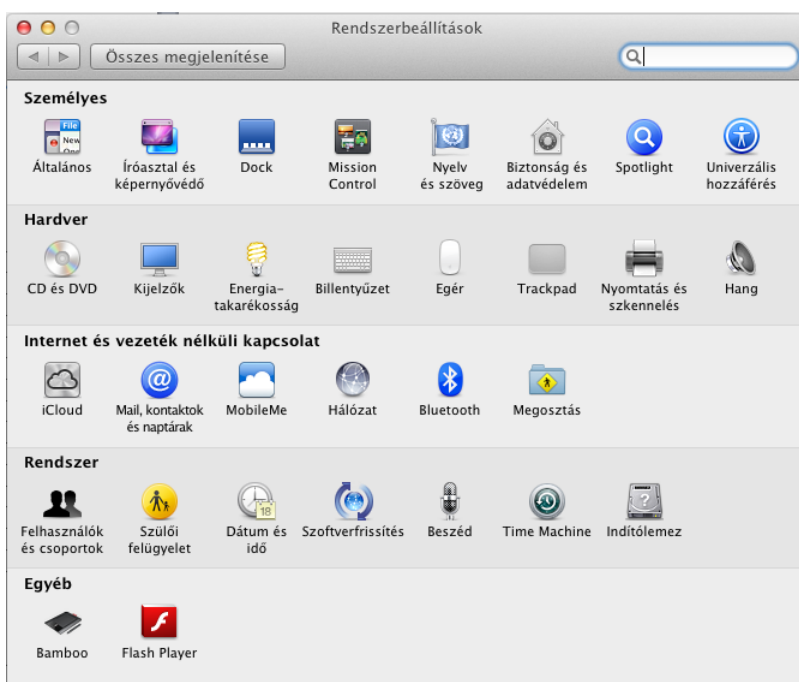 Rendszerbeállítások
Összes megjelenítése
Személyes
Általános
Íróasztal és
képernyővédő
Dock
Mission
Control
Nyelv
és szöveg
Biztonság és
adatvédelem
Spotlight
Univerzális
hozzáférés
Hardver
CD és DVD
Kijelzők
Energia-
takarékosság
Billentyűzet
Egér
Trackpad
Nyomtatás és
szkennelés
Hang
Internet és vezeték nélküli kapcsolat
iCloud
Mail, kontaktok
és naptárak
MobileMe
Hálózat
Bluetooth
Megosztás
Rendszer
Felhasználók
és csoportok
Szülői
felügyelet
Dátum és
idő
Szoftverfrissítés
Beszéd
Time Machine
Indítólemez
Egyéb
Bamboo
Flash Player
File
New
18